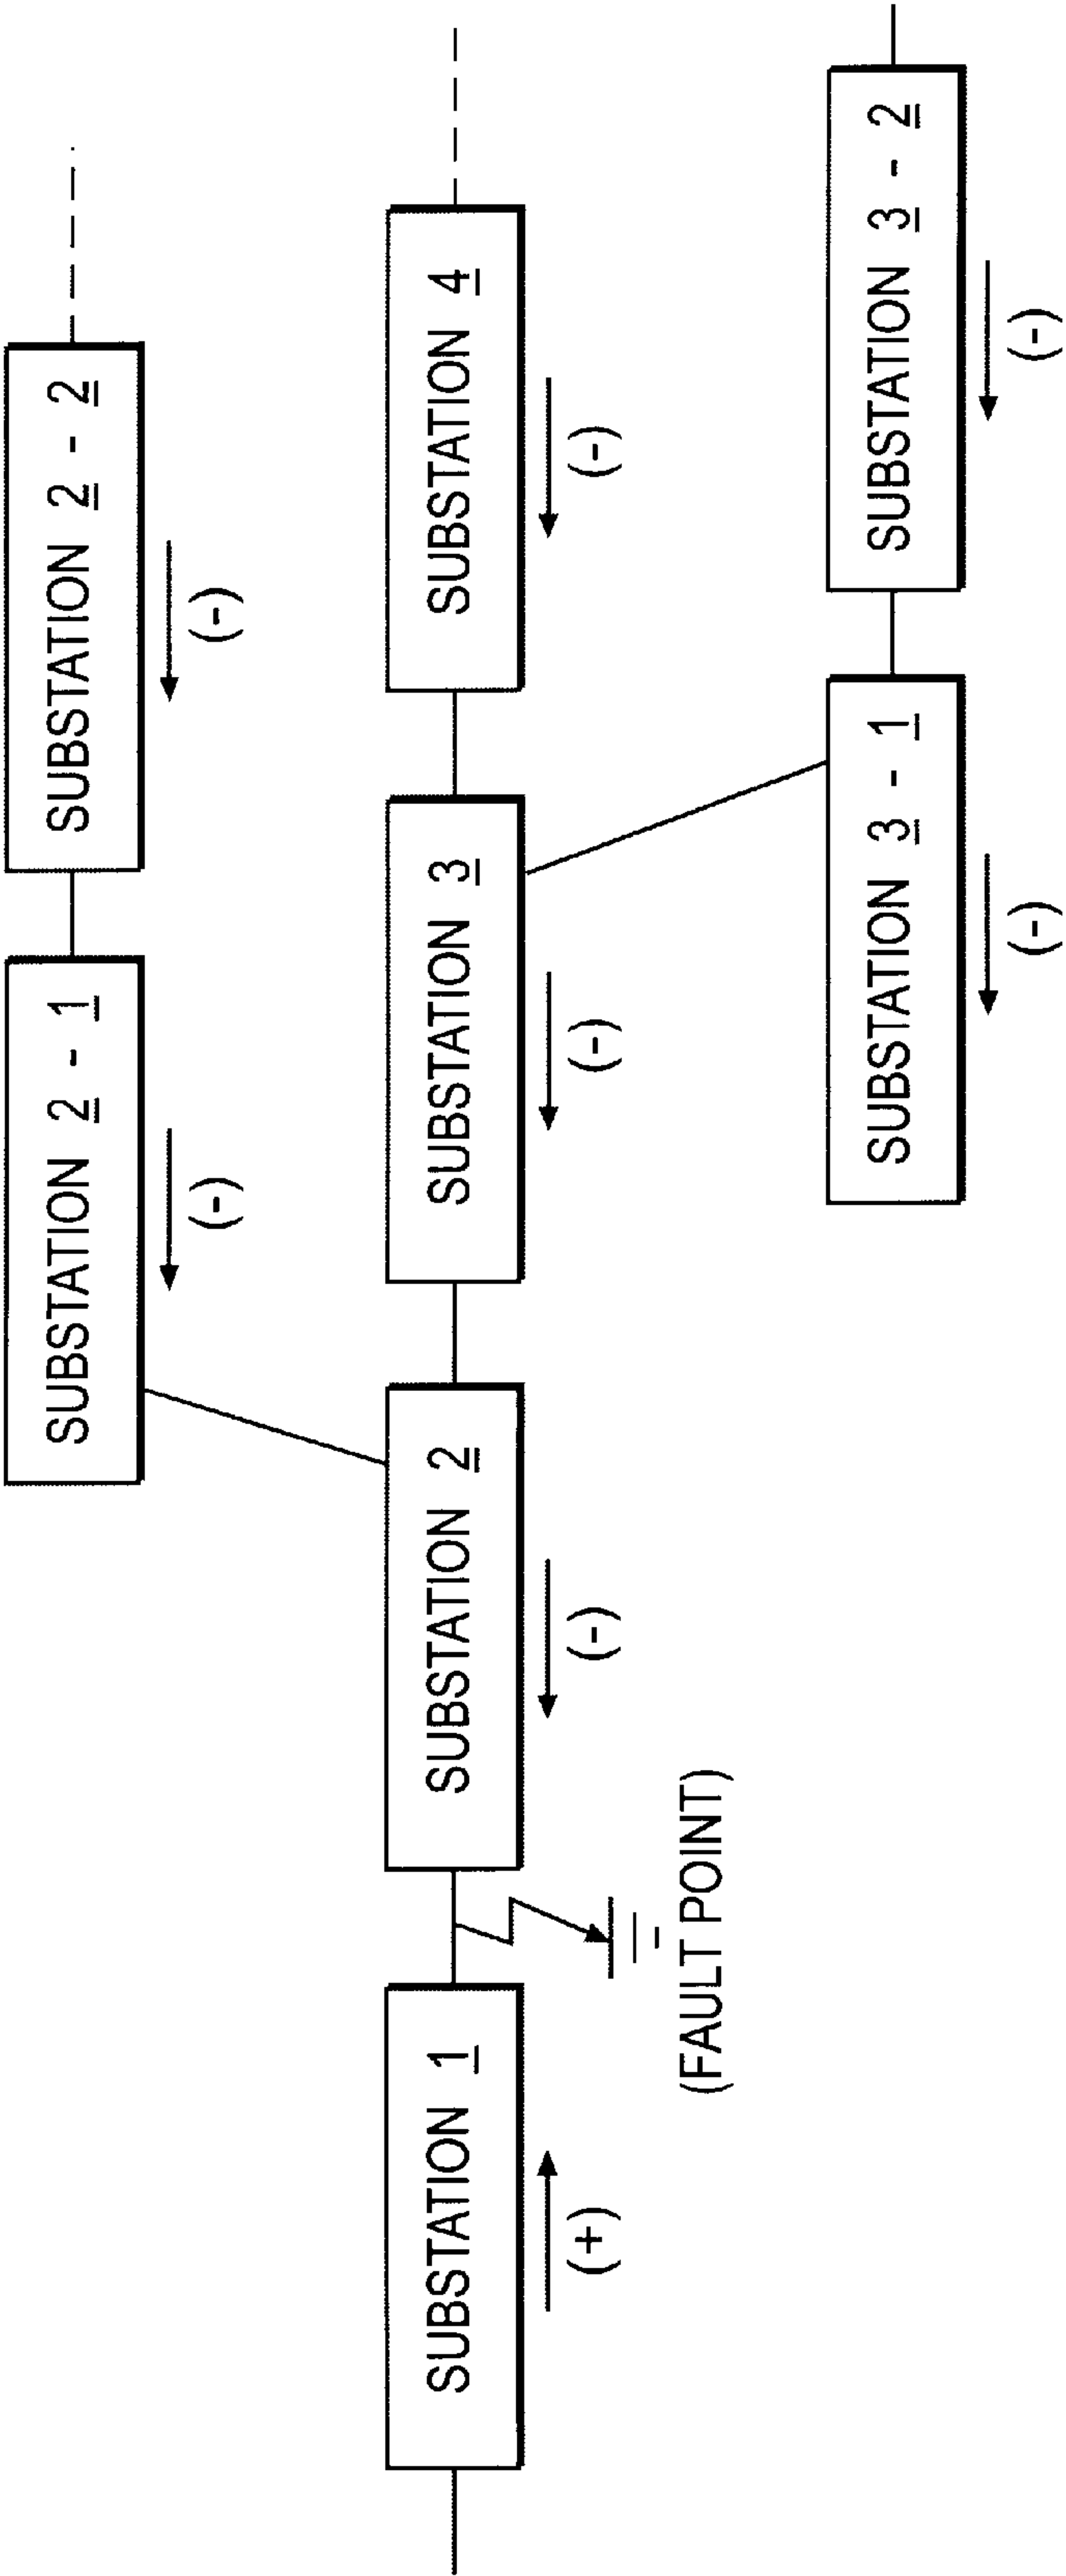 SUBSTATION 2 - 1
(-)
SUBSTATION 2 - 2
(-)
SUBSTATION 1
(+)
(FAULT POINT)
SUBSTATION 2
(-)
SUBSTATION 3
(-)
SUBSTATION 4
(-)
SUBSTATION 3 - 1
(-)
SUBSTATION 3 - 2
(-)